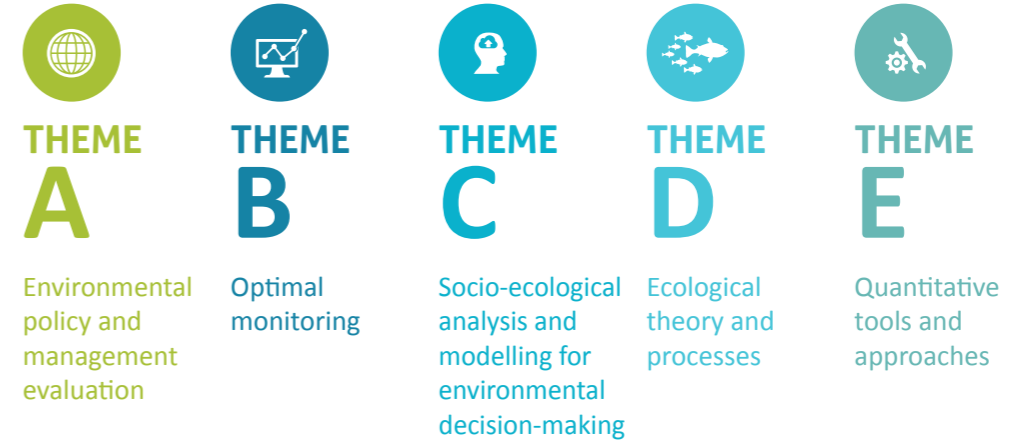 THEME
A
Environmental
policy and
management
evaluation
THEME
B
Optimal
monitoring
THEME
C
Socio-ecological
analysis and
modelling for
environmental
decision-making
THEME
D
Ecological
theory and
processes
THEME
E
Quantitative
tools and
approaches